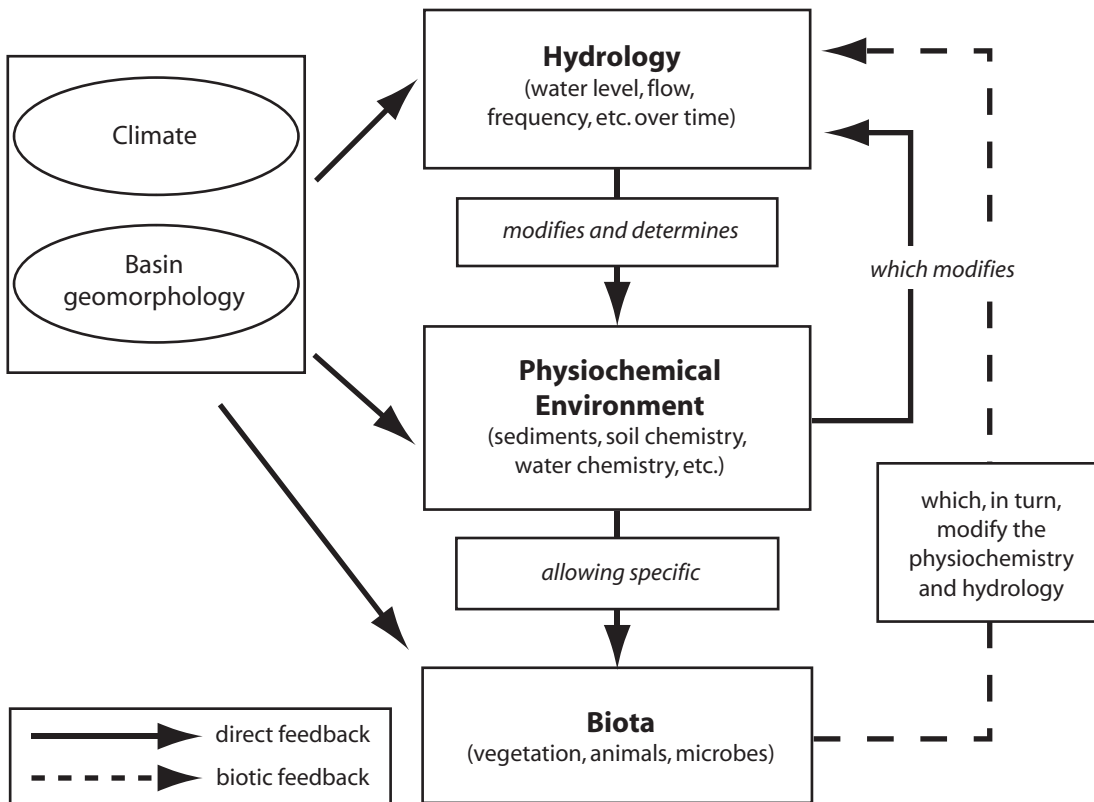 Climate
Basin
geomorphology
Hydrology
(water level, flow,
frequency, etc. over time)
modifies and determines
which modifies
Physiochemical
Environment
(sediments, soil chemistry,
water chemistry, etc.)
allowing specific
which, in turn,
modify the
physiochemistry
and hydrology
Biota
(vegetation, animals, microbes)
direct feedback
biotic feedback